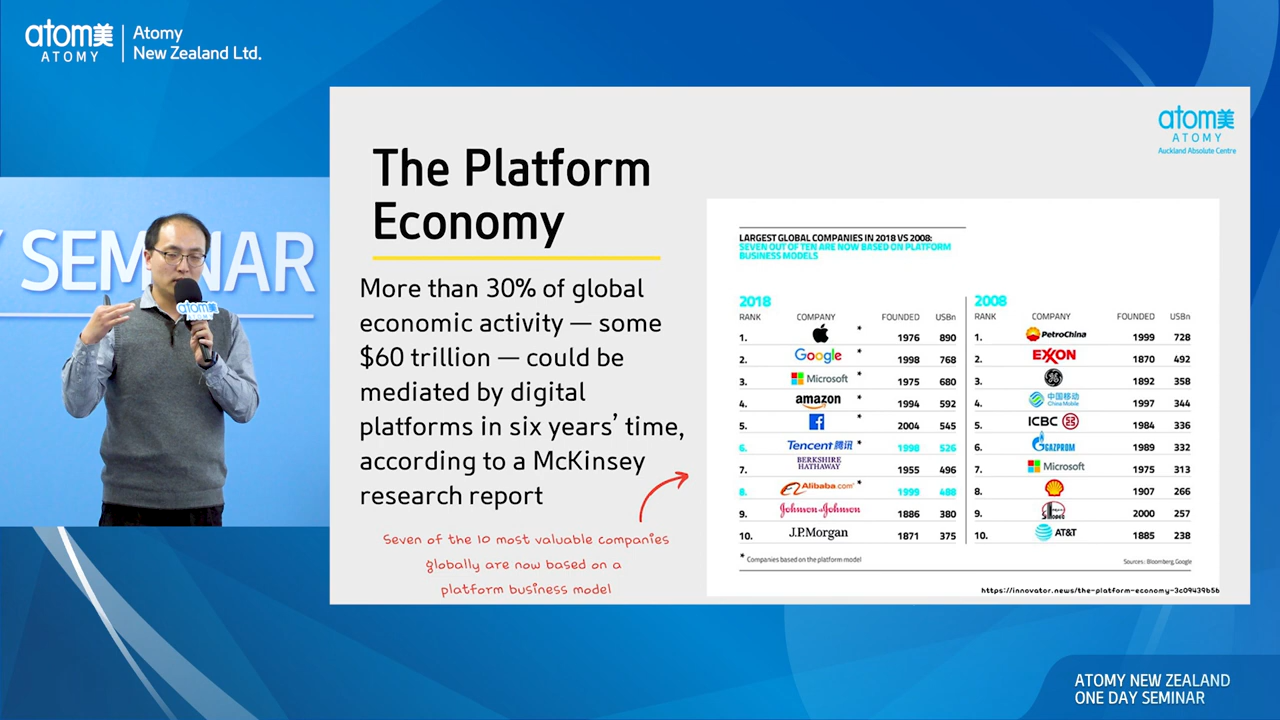 atom美
ATOMY
Atomy
New Zealand Ltd.
SEMINAR
atom美
atom美
ATOMY
Auckland Absolute Centre
The Platform
Economy
More than 30% of global
economic activity — some
$60 trillion — could be
mediated by digital
platforms in six years’ time,
according to a McKinsey
research report
Seven of the 10 most valuable companies
globally are now based on a
platform business model
LARGEST GLOBAL COMPANIES IN 2018 VS 2008:
SEVEN OUT OF TEN ARE NOW BASED ON PLATFORM
BUSINESS MODELS
2018
RANK COMPANY FOUNDED USBn
1. * 1976 890
2. Google * 1998 768
3. Microsoft * 1975 680
4. amazon * 1994 592
5. f * 2004 545
6. Tencent 腾讯 * 1998 526
7. BERKSHIRE HATHAWAY 1955 496
8. Alibaba.com * 1999 488
9. Johnson & Johnson 1886 380
10. J.P.Morgan 1871 375
2008
RANK COMPANY FOUNDED USBn
1. PetroChina 1999 728
2. EXXON 1870 492
3. GE 1892 358
4. 中国移动 China Mobile 1997 344
5. ICBC 1984 336
6. GAZPROM 1989 332
7. Microsoft 1975 313
8. 1907 266
9. 2000 257
10. AT&T 1885 238
* Companies based on the platform model
Sources: Bloomberg, Google
https://innovator.news/the-platform-economy-3c09439b5b
ATOMY NEW ZEALAND
ONE DAY SEMINAR